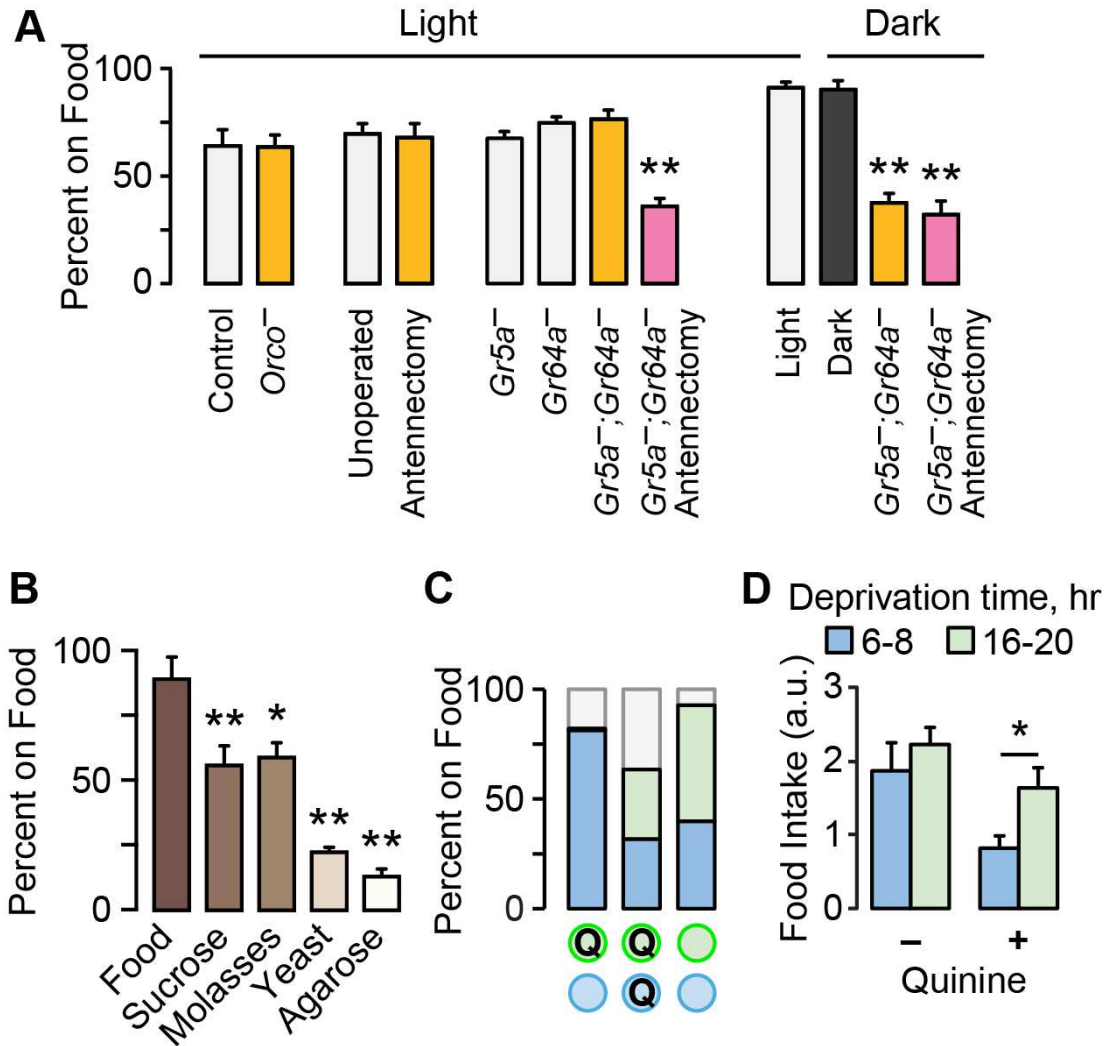 A
Light
Dark
Percent on Food
100
50
0
**
**
**
Control
Orco–
Unoperated
Antennectomy
Gr5a–
Gr64a–
Gr5a–;Gr64a–
Gr5a–;Gr64a–
Antennectomy
Light
Dark
Gr5a–;Gr64a–
Gr5a–;Gr64a–
Antennectomy
B
Percent on Food
100
50
0
**
*
**
**
Food
Sucrose
Molasses
Yeast
Agarose
C
Percent on Food
100
50
0
Q
Q
Q
D
Deprivation time, hr
6-8
16-20
Food Intake (a.u.)
3
2
1
0
*
– +
Quinine